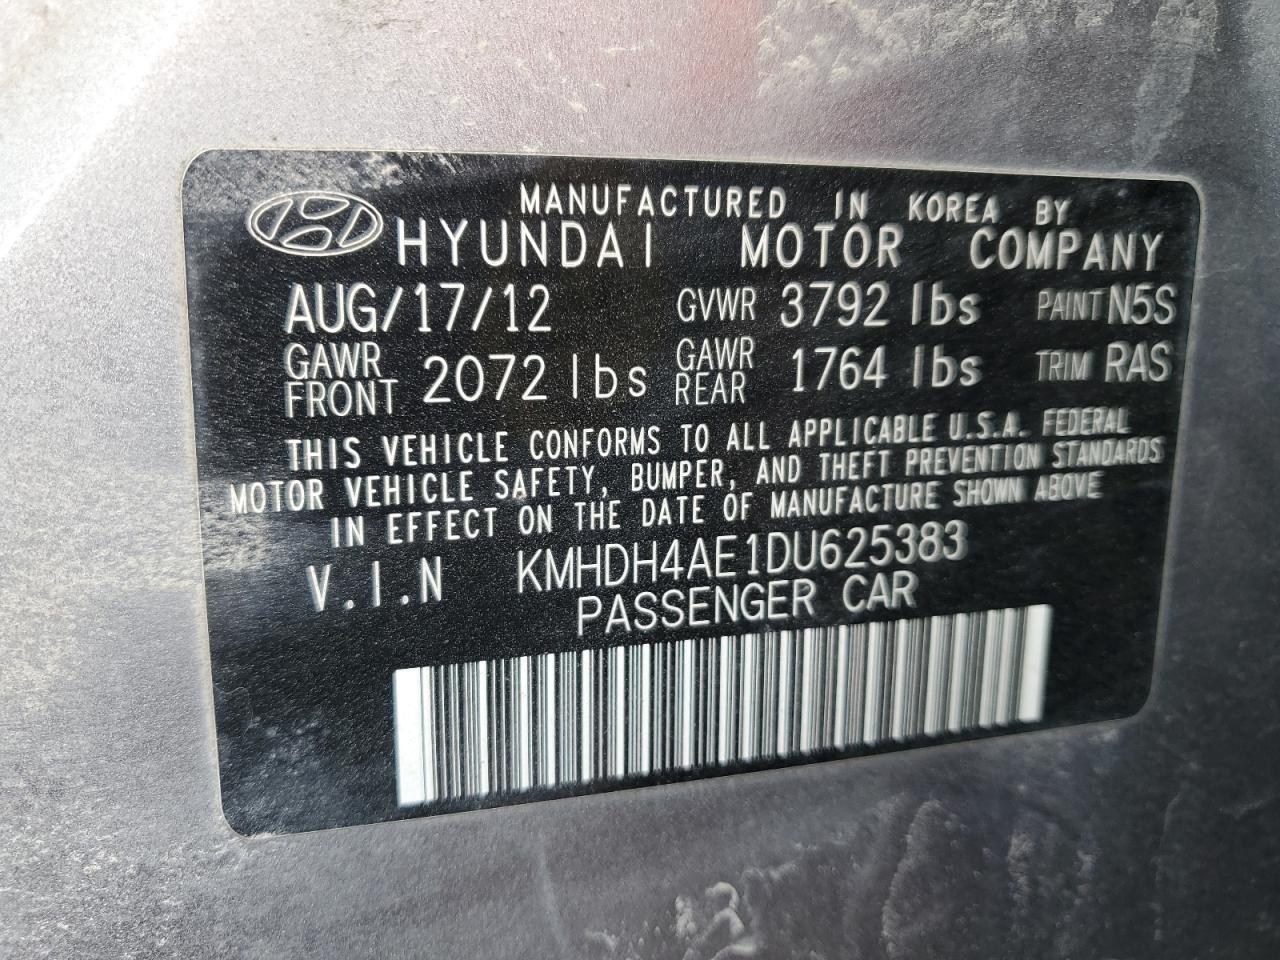 MANUFACTURED IN KOREA BY
HYUNDAI MOTOR COMPANY
AUG/17/12 GVWR 3792 lbs PAINT N5S
GAWR FRONT 2072 lbs GAWR REAR 1764 lbs TRIM RAS
THIS VEHICLE CONFORMS TO ALL APPLICABLE U.S.A. FEDERAL
MOTOR VEHICLE SAFETY, BUMPER, AND THEFT PREVENTION STANDARDS
IN EFFECT ON THE DATE OF MANUFACTURE SHOWN ABOVE
V.I.N KMHDH4AE1DU625383
PASSENGER CAR